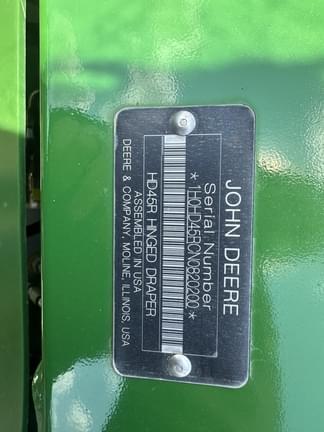 JOHN DEERE
Serial Number
*1H0HD45RCN0820200*
HD45R HINGED DRAPER
ASSEMBLED IN USA
DEERE & COMPANY, MOLINE, ILLINOIS, USA